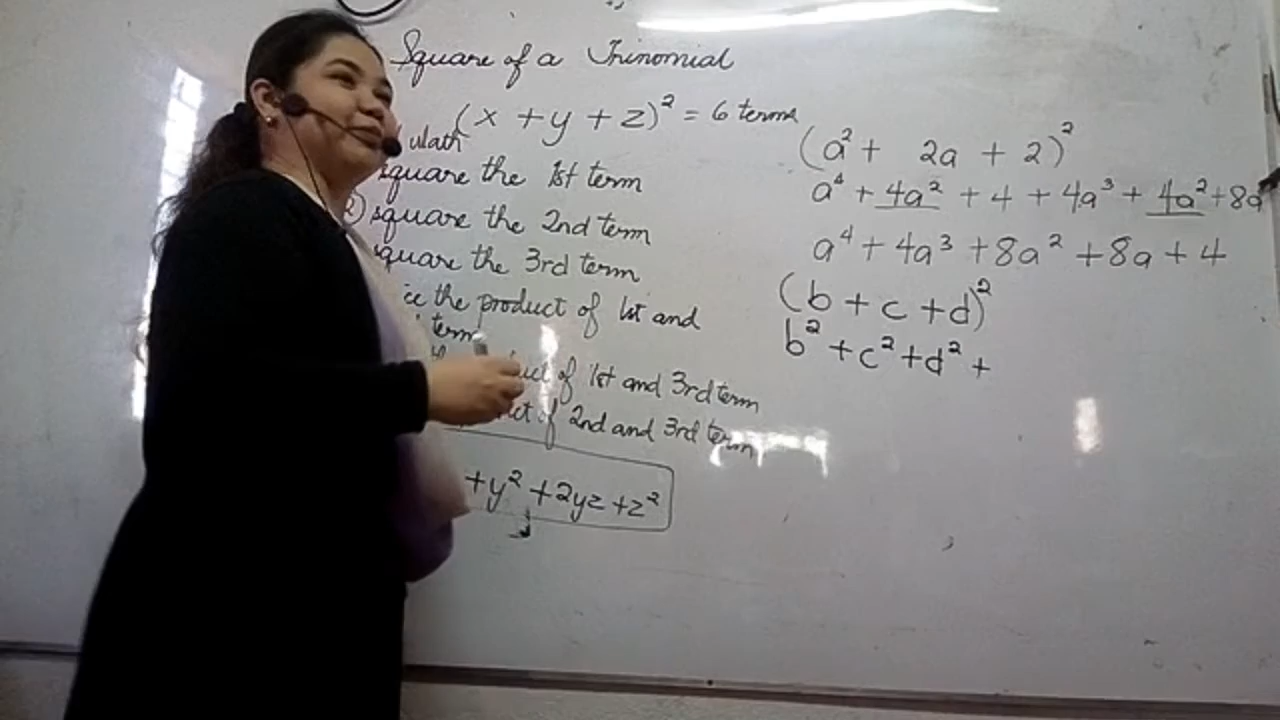 Square of a Trinomial
(x + y + z)² = 6 terms
square the 1st term
2) square the 2nd term
square the 3rd term
the product of 1st and
term
of 1st and 3rd term
of 2nd and 3rd term
+y² + 2yz + z²
(a² + 2a + 2)²
a⁴ + 4a² + 4 + 4a³ + 4a² + 8a
a⁴ + 4a³ + 8a² + 8a + 4
(b + c + d)²
b² + c² + d² +